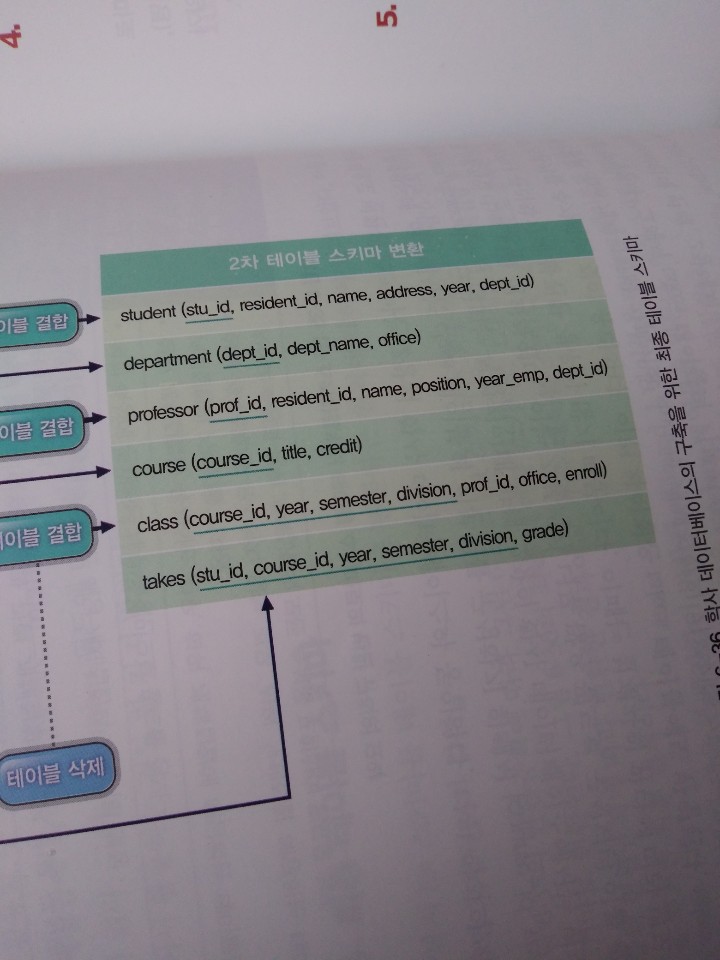 4.
5.
2차 테이블 스키마 변환
student (stu_id, resident_id, name, address, year, dept_id)
department (dept_id, dept_name, office)
professor (prof_id, resident_id, name, position, year_emp, dept_id)
course (course_id, title, credit)
class (course_id, year, semester, division, prof_id, office, enroll)
takes (stu_id, course_id, year, semester, division, grade)
이블 결합
이블 결합
이블 결합
테이블 삭제
36 학사 데이터베이스의 구축을 위한 최종 테이블 스키마